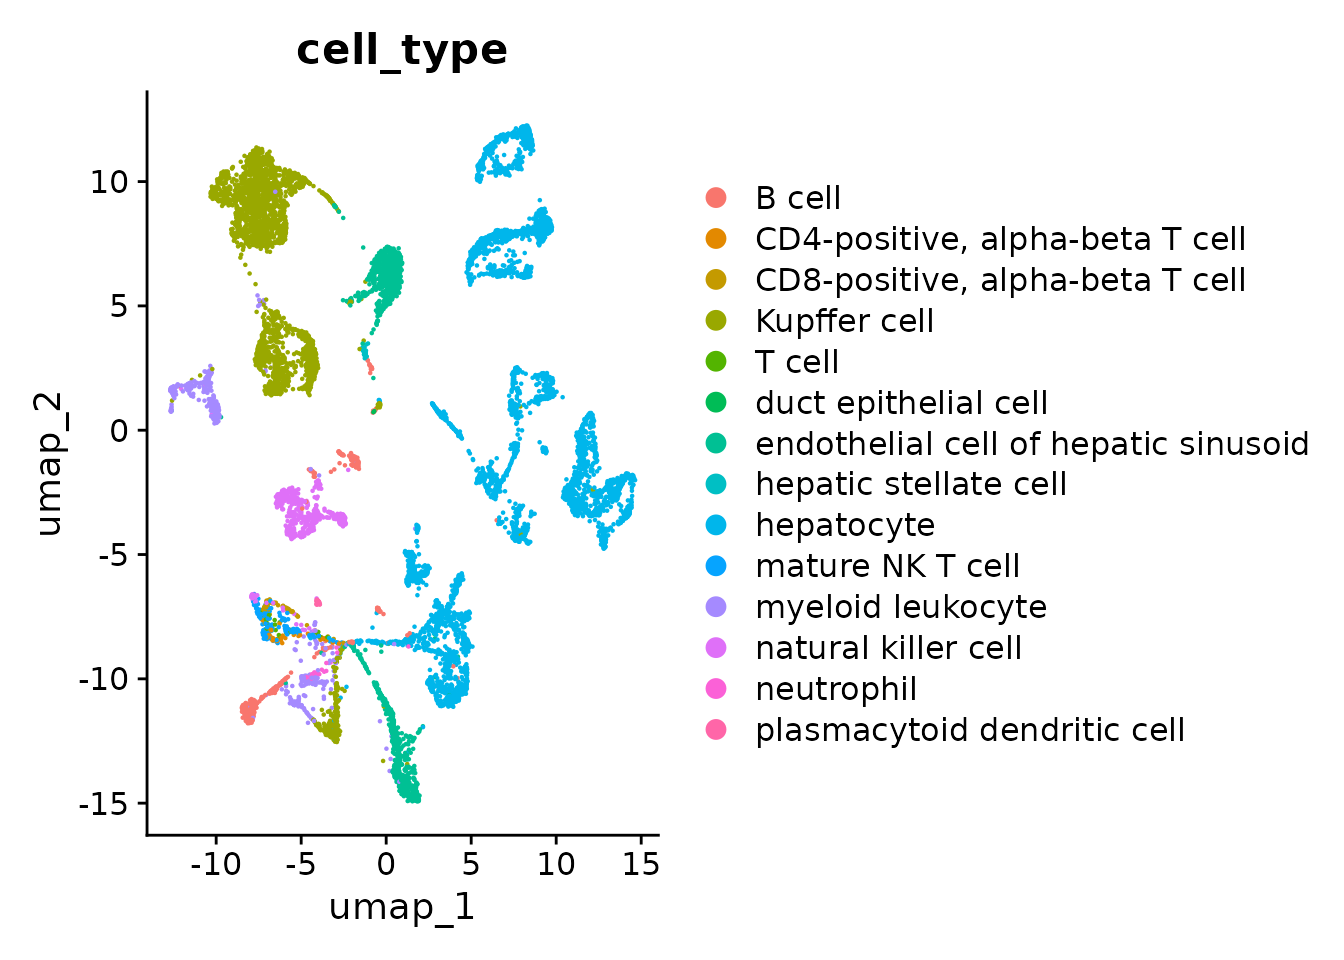 cell_type
10
5
0
-5
-10
-15
umap_2
-10
-5
0
5
10
15
umap_1
B cell
CD4-positive, alpha-beta T cell
CD8-positive, alpha-beta T cell
Kupffer cell
T cell
duct epithelial cell
endothelial cell of hepatic sinusoid
hepatic stellate cell
hepatocyte
mature NK T cell
myeloid leukocyte
natural killer cell
neutrophil
plasmacytoid dendritic cell